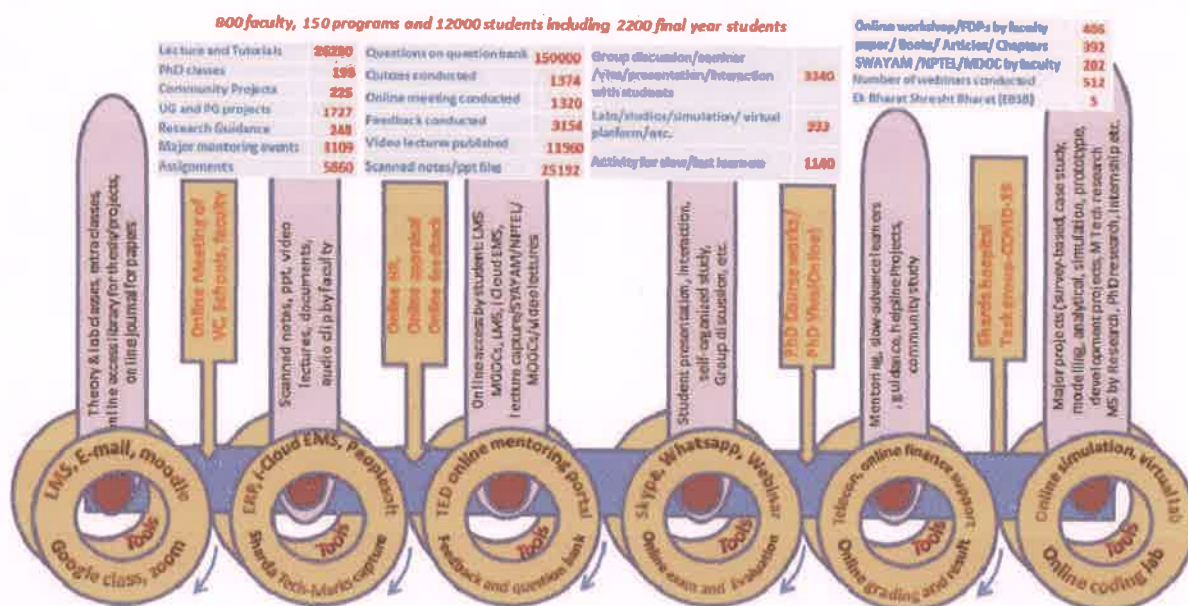 800 faculty, 150 programs and 12000 students including 2200 final year students
Lecture and Tutorials
PhD classes
Community Projects 225
UG and PG projects 1727
Research Guidance 248
Major mentoring events
Assignments 5660
Questions on question bank 150000
Quizzes conducted 1374
Online meeting conducted 1320
Feedback conducted 3154
Video lectures published 11960
Scanned notes/ppt files 25192
Group discussion/seminar
/viva/presentation/interaction 3340
with students
Labs/studios/simulation/ virtual
platform/etc.
Activity for slow/fast learners 1140
Online workshop/FDPs by faculty 486
paper/ Books/ Articles/ Chapters 392
SWAYAM /NPTEL/MOOC by faculty 202
Number of webinars conducted 512
Ek Bharat Shresht Bharat (EBSB) 5
Theory & lab classes, extra classes,
online access library for thesis/projects,
online journal for papers
Online Meeting of
VC, Schools, faculty
Scanned notes, ppt, video
lectures, documents,
audio clip by faculty
Online HR,
Online appraisal
Online feedback
Online access by student: LMS
MOOCs, LMS, iCloud EMS,
lecture capture/SYAYAM/NPTEL/
MOOCs/video lectures
Student presentation, interaction,
self-organized study,
Group discussion, etc.
PhD Course works/
PhD Viva(Online)
Mentoring, slow-advance learners
, guidance, helpline Projects,
community study
Sharda hospital
Task group-COVID-19
Major projects (survey-based, case study,
modelling, analytical, simulation, prototype,
development projects, M Tech research
MS by Research, PhD research, Internship etc.
LMS, E-mail, moodle
Tools
Google class, zoom
ERP, i-Cloud EMS, Peoplesoft
Tools
Sharda Tech-Marks capture
TED online mentoring portal
Tools
Feedback and question bank
Skype, Whatsapp, Webinar
Tools
Online exam and Evaluation
Telecon, online finance support
Tools
Online grading and result
Online simulation, virtual lab
Tools
Online coding lab